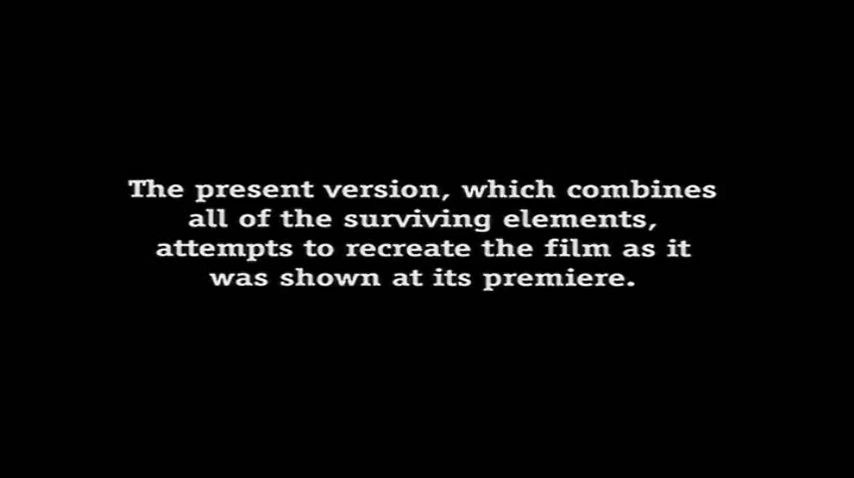 The present version, which combines
all of the surviving elements,
attempts to recreate the film as it
was shown at its premiere.